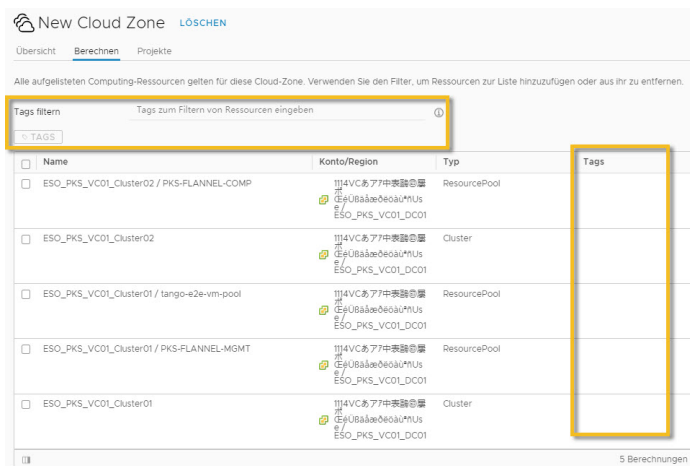 New Cloud Zone LÖSCHEN
Übersicht Berechnen Projekte
Alle aufgelisteten Computing-Ressourcen gelten für diese Cloud-Zone. Verwenden Sie den Filter, um Ressourcen zur Liste hinzuzufügen oder aus ihr zu entfernen.
Tags filtern Tags zum Filtern von Ressourcen eingeben
TAGS
Name Konto/Region Typ Tags
ESO_PKS_VC01_Cluster02 / PKS-FLANNEL-COMP ResourcePool
ESO_PKS_VC01_DC01
ESO_PKS_VC01_Cluster02 Cluster
ESO_PKS_VC01_DC01
ESO_PKS_VC01_Cluster01 / tango-e2e-vm-pool ResourcePool
ESO_PKS_VC01_DC01
ESO_PKS_VC01_Cluster01 / PKS-FLANNEL-MGMT ResourcePool
ESO_PKS_VC01_DC01
ESO_PKS_VC01_Cluster01 Cluster
ESO_PKS_VC01_DC01
5 Berechnungen